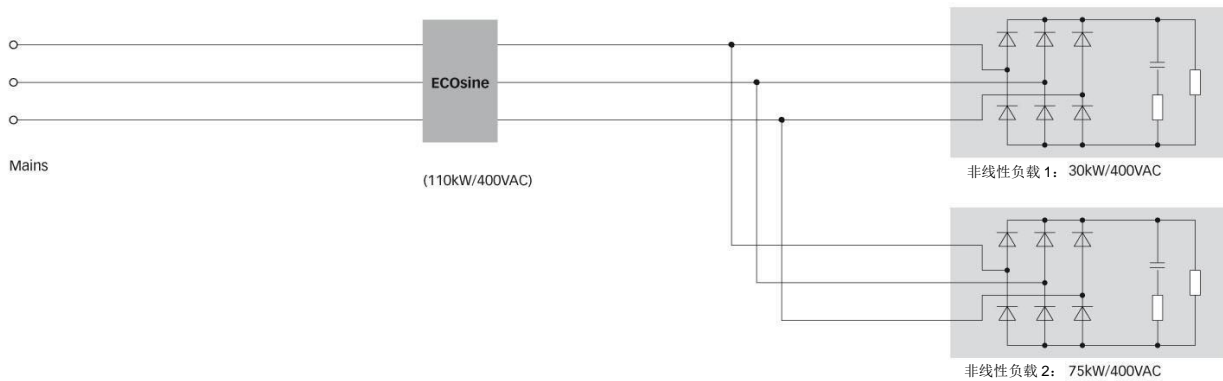 ECOsine
Mains
(110kW/400VAC)
非线性负载 1： 30kW/400VAC
非线性负载 2： 75kW/400VAC